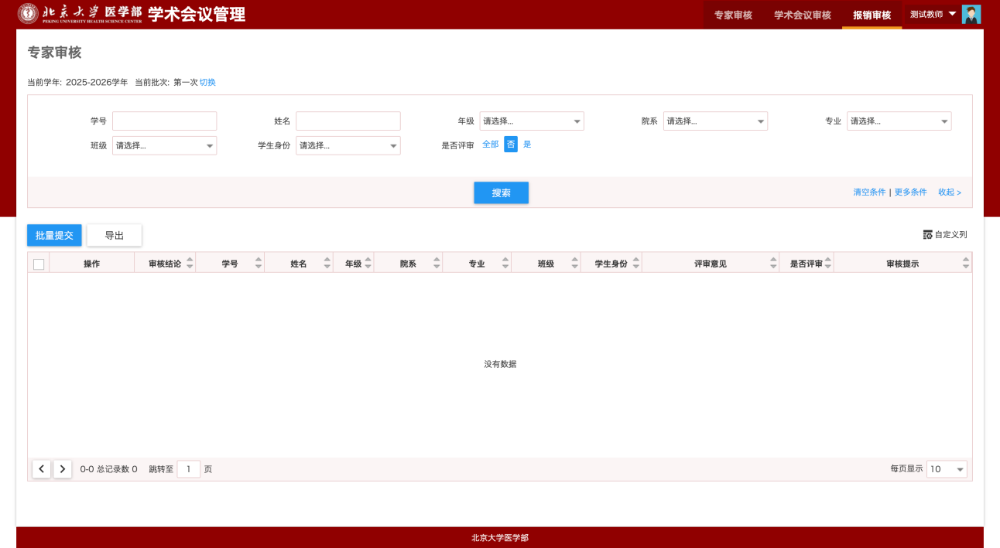 北京大学 医学部 学术会议管理 专家审核 学术会议审核 报销审核 测试教师
PEKING UNIVERSITY HEALTH SCIENCE CENTER
专家审核
当前学年: 2025-2026学年 当前批次: 第一次 切换
学号 姓名 年级 请选择... 院系 请选择... 专业 请选择...
班级 请选择... 学生身份 请选择... 是否评审 全部 否 是
搜索 清空条件 | 更多条件 收起 >
批量提交 导出 自定义列
操作 审核结论 学号 姓名 年级 院系 专业 班级 学生身份 评审意见 是否评审 审核提示
没有数据
0-0 总记录数 0 跳转至 1 页 每页显示 10
北京大学医学部